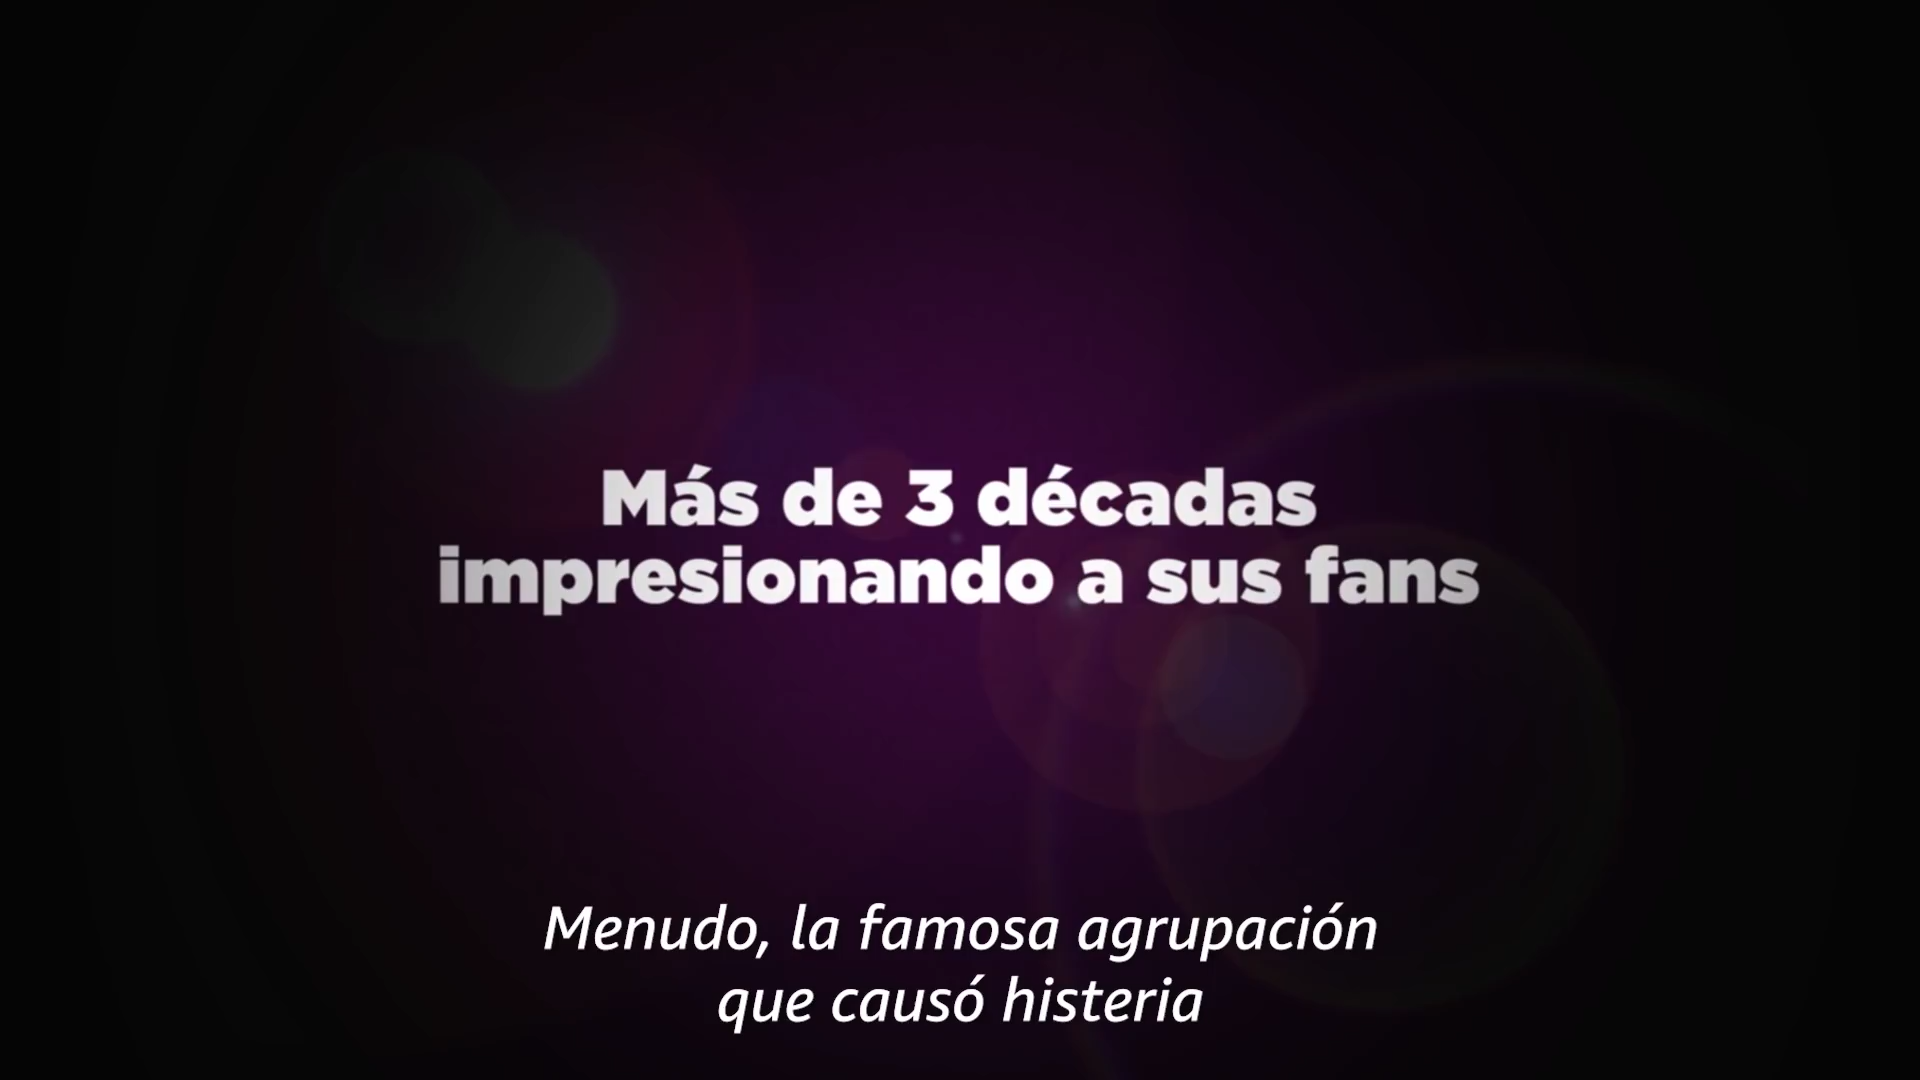 Más de 3 décadas
impresionando a sus fans
Menudo, la famosa agrupación
que causó histeria